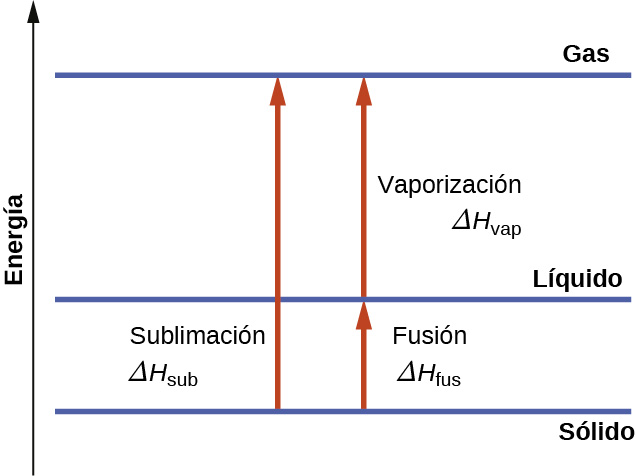 Gas
Energía
Vaporización
ΔHvap
Líquido
Sublimación
ΔHsub
Fusión
ΔHfus
Sólido